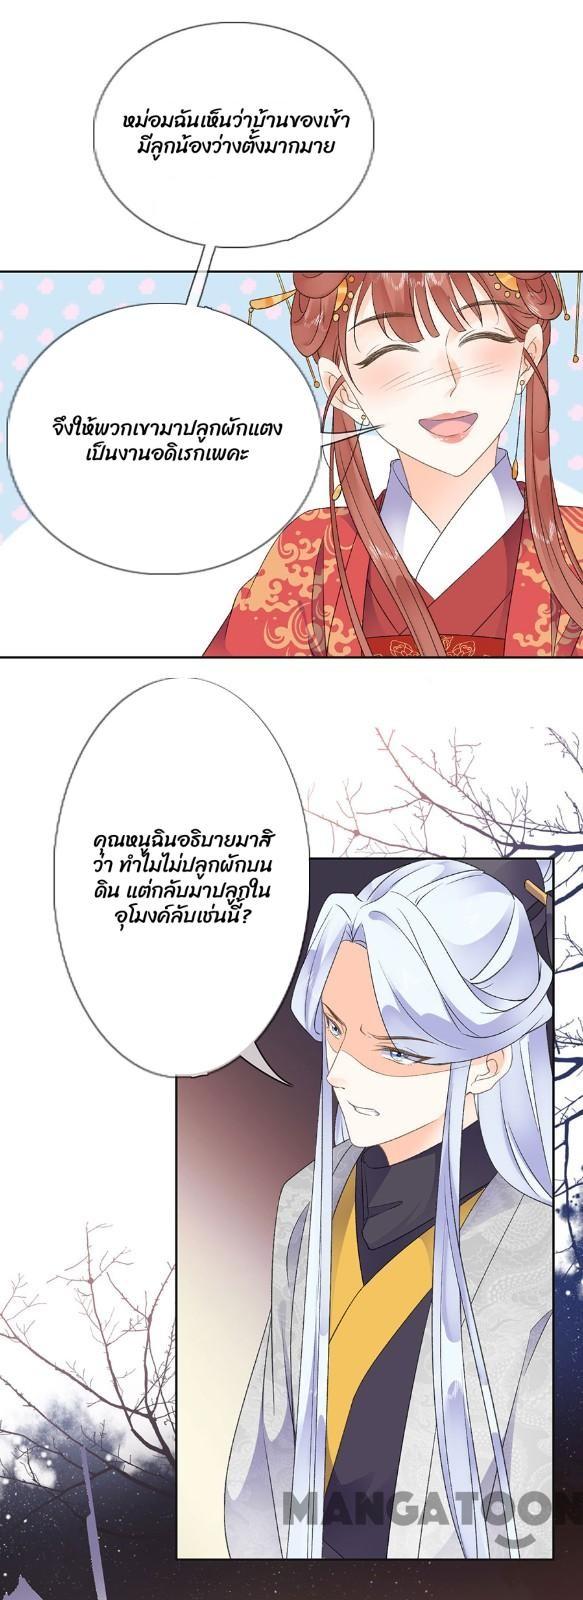 หม่อมฉันเห็นว่าบ้านของเข้า
มีลูกน้องว่างตั้งมากมาย
จึงให้พวกเขามาปลูกผักแตง
เป็นงานอดิเรกเพคะ
คุณหนูฉินอธิบายมาสิ
ว่า ทำไมไม่ปลูกผักบน
ดิน แต่กลับมาปลูกใน
อุโมงค์ลับเช่นนี้?
MANGATOON